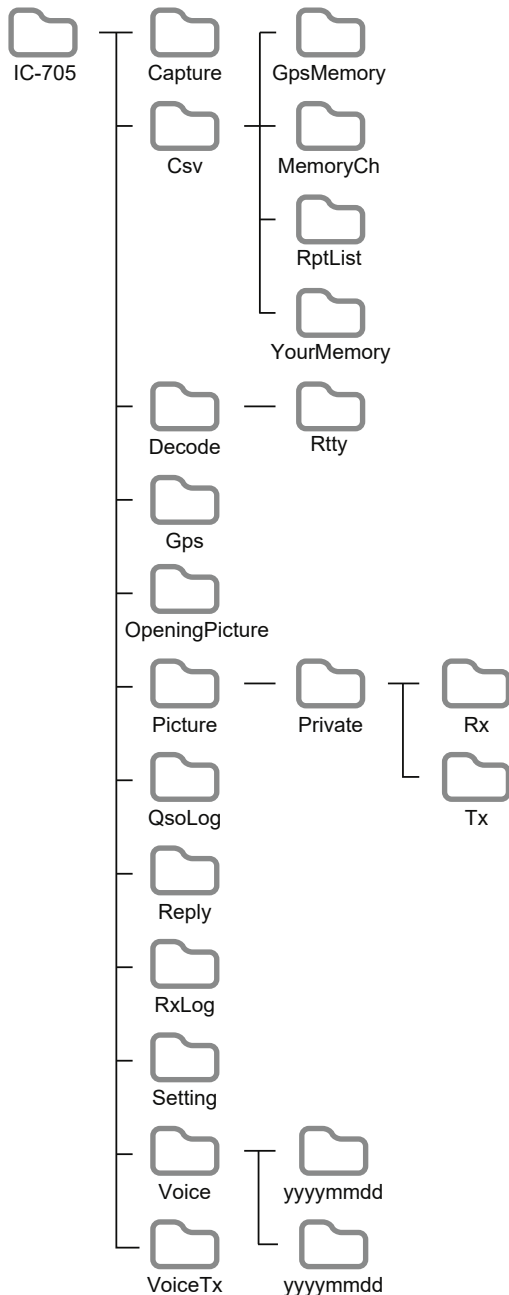 IC-705
Capture
GpsMemory
Csv
MemoryCh
RptList
YourMemory
Decode
Rtty
Gps
OpeningPicture
Picture
Private
Rx
Tx
QsoLog
Reply
RxLog
Setting
Voice
yyyymmdd
VoiceTx
yyyymmdd